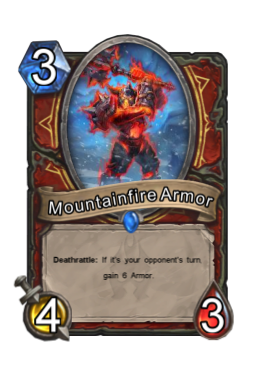 3
Mountainfire Armor
Deathrattle: If it's your opponent's turn
gain 6 Armor.
4
3